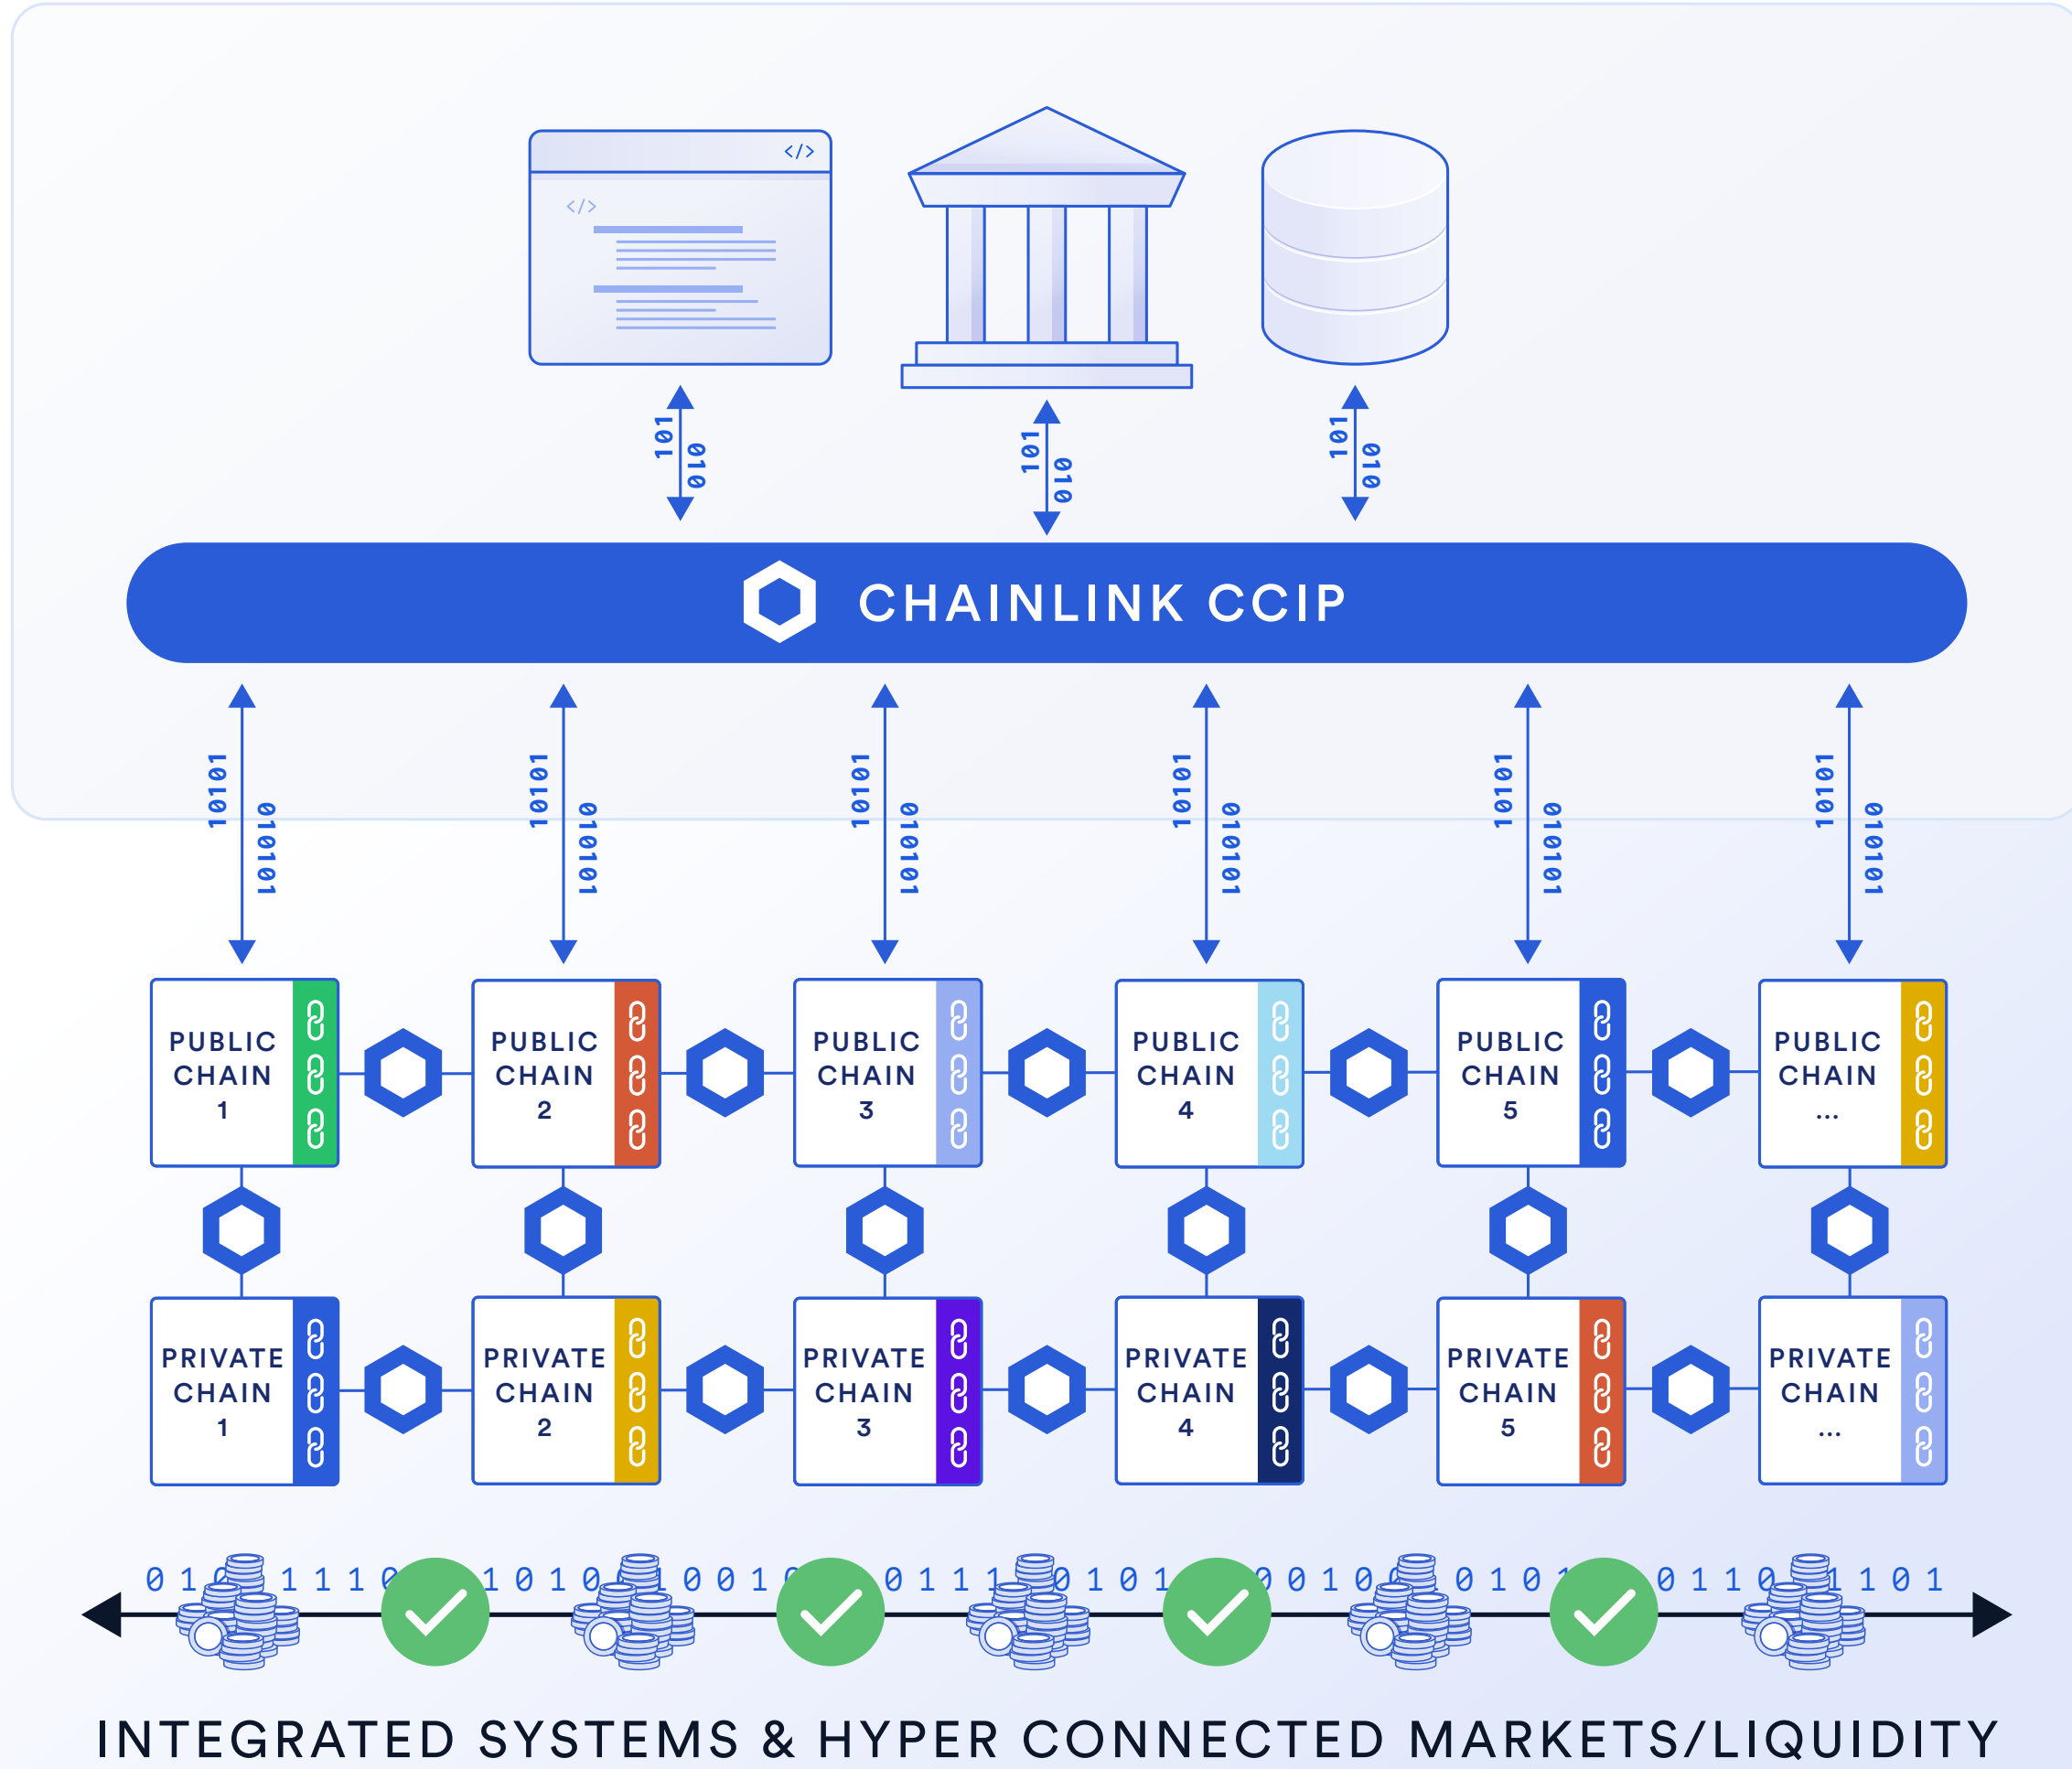 </>
</>
101
010
101
010
101
010
CHAINLINK CCIP
10101
010101
10101
010101
10101
010101
10101
010101
10101
010101
10101
010101
PUBLIC
CHAIN
1
PUBLIC
CHAIN
2
PUBLIC
CHAIN
3
PUBLIC
CHAIN
4
PUBLIC
CHAIN
5
PUBLIC
CHAIN
...
PRIVATE
CHAIN
1
PRIVATE
CHAIN
2
PRIVATE
CHAIN
3
PRIVATE
CHAIN
4
PRIVATE
CHAIN
5
PRIVATE
CHAIN
...
INTEGRATED SYSTEMS & HYPER CONNECTED MARKETS/LIQUIDITY